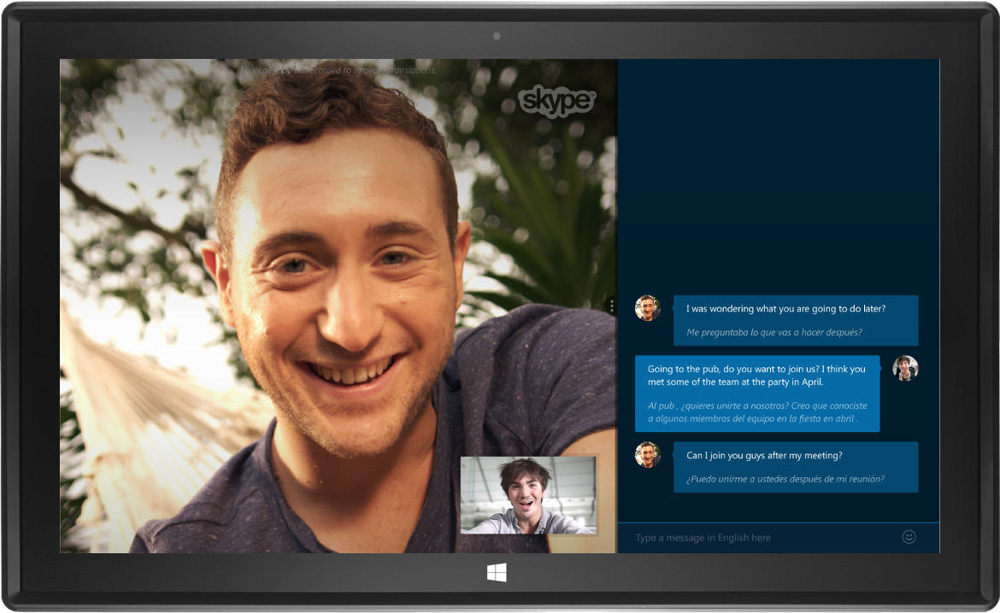 This call may be recorded to improve translations.
skype™
I was wondering what you are going to do later?
Me preguntaba lo que vas a hacer después?
Going to the pub, do you want to join us? I think you
met some of the team at the party in April.
Al pub , ¿quieres unirte a nosotros? Creo que conociste
a algunos miembros del equipo en la fiesta en abril .
Can I join you guys after my meeting?
¿Puedo unirme a ustedes después de mi reunión?
Type a message in English here